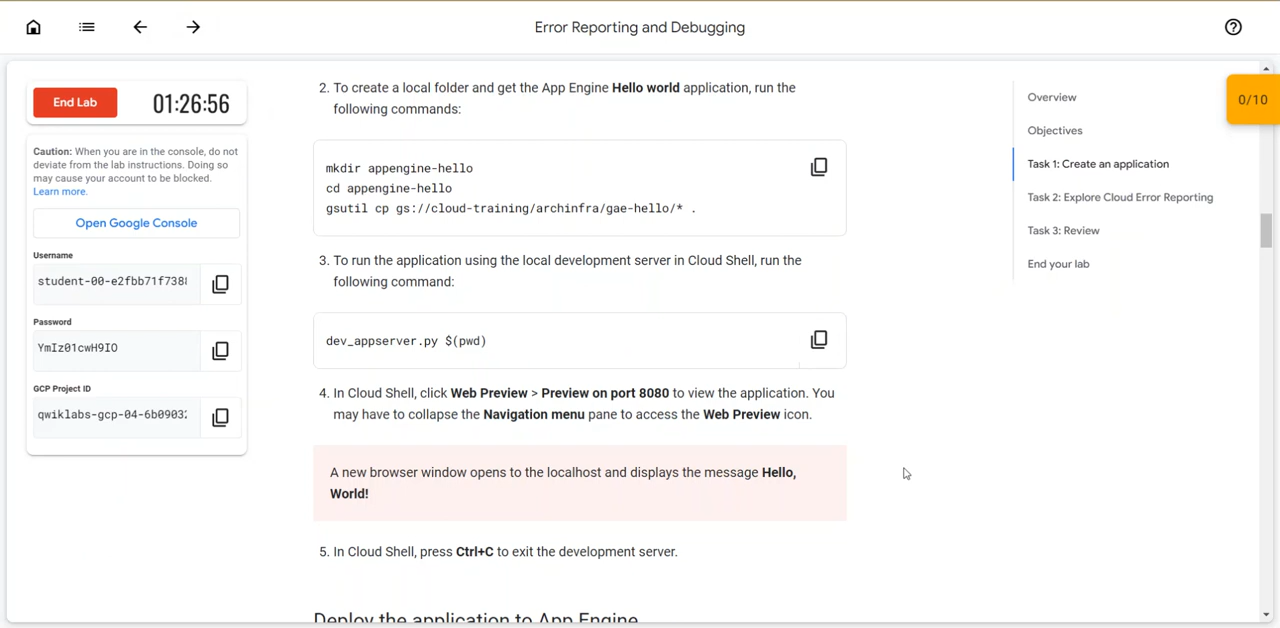 Error Reporting and Debugging
End Lab
01:26:56
Caution: When you are in the console, do not
deviate from the lab instructions. Doing so
may cause your account to be blocked.
Learn more.
Open Google Console
Username
student-00-e2fbb71f738
Password
YmIz01cwH9IO
GCP Project ID
qwiklabs-gcp-04-6b0903
2. To create a local folder and get the App Engine Hello world application, run the
following commands:
mkdir appengine-hello
cd appengine-hello
gsutil cp gs://cloud-training/archinfra/gae-hello/* .
3. To run the application using the local development server in Cloud Shell, run the
following command:
dev_appserver.py $(pwd)
4. In Cloud Shell, click Web Preview > Preview on port 8080 to view the application. You
may have to collapse the Navigation menu pane to access the Web Preview icon.
A new browser window opens to the localhost and displays the message Hello,
World!
5. In Cloud Shell, press Ctrl+C to exit the development server.
Deploy the application to App Engine
Overview
Objectives
Task 1: Create an application
Task 2: Explore Cloud Error Reporting
Task 3: Review
End your lab
0/10